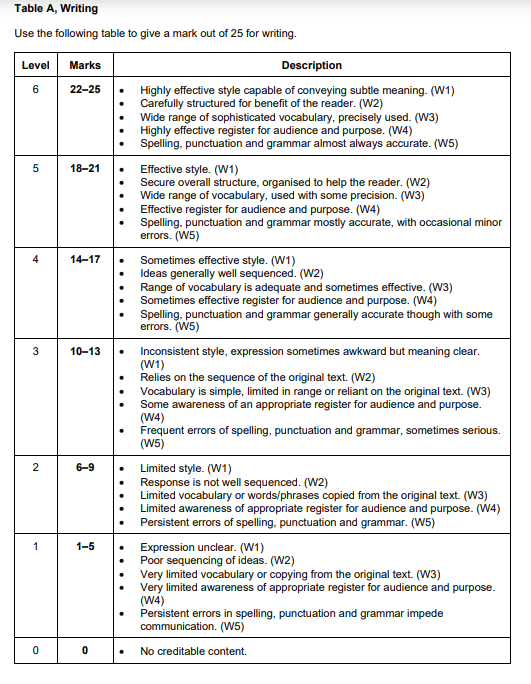 Table A, Writing
Use the following table to give a mark out of 25 for writing.
Level Marks Description
6 22–25 • Highly effective style capable of conveying subtle meaning. (W1)
• Carefully structured for benefit of the reader. (W2)
• Wide range of sophisticated vocabulary, precisely used. (W3)
• Highly effective register for audience and purpose. (W4)
• Spelling, punctuation and grammar almost always accurate. (W5)
5 18–21 • Effective style. (W1)
• Secure overall structure, organised to help the reader. (W2)
• Wide range of vocabulary, used with some precision. (W3)
• Effective register for audience and purpose. (W4)
• Spelling, punctuation and grammar mostly accurate, with occasional minor
errors. (W5)
4 14–17 • Sometimes effective style. (W1)
• Ideas generally well sequenced. (W2)
• Range of vocabulary is adequate and sometimes effective. (W3)
• Sometimes effective register for audience and purpose. (W4)
• Spelling, punctuation and grammar generally accurate though with some
errors. (W5)
3 10–13 • Inconsistent style, expression sometimes awkward but meaning clear.
(W1)
• Relies on the sequence of the original text. (W2)
• Vocabulary is simple, limited in range or reliant on the original text. (W3)
• Some awareness of an appropriate register for audience and purpose.
(W4)
• Frequent errors of spelling, punctuation and grammar, sometimes serious.
(W5)
2 6–9 • Limited style. (W1)
• Response is not well sequenced. (W2)
• Limited vocabulary or words/phrases copied from the original text. (W3)
• Limited awareness of appropriate register for audience and purpose. (W4)
• Persistent errors of spelling, punctuation and grammar. (W5)
1 1–5 • Expression unclear. (W1)
• Poor sequencing of ideas. (W2)
• Very limited vocabulary or copying from the original text. (W3)
• Very limited awareness of appropriate register for audience and purpose.
(W4)
• Persistent errors in spelling, punctuation and grammar impede
communication. (W5)
0 0 • No creditable content.